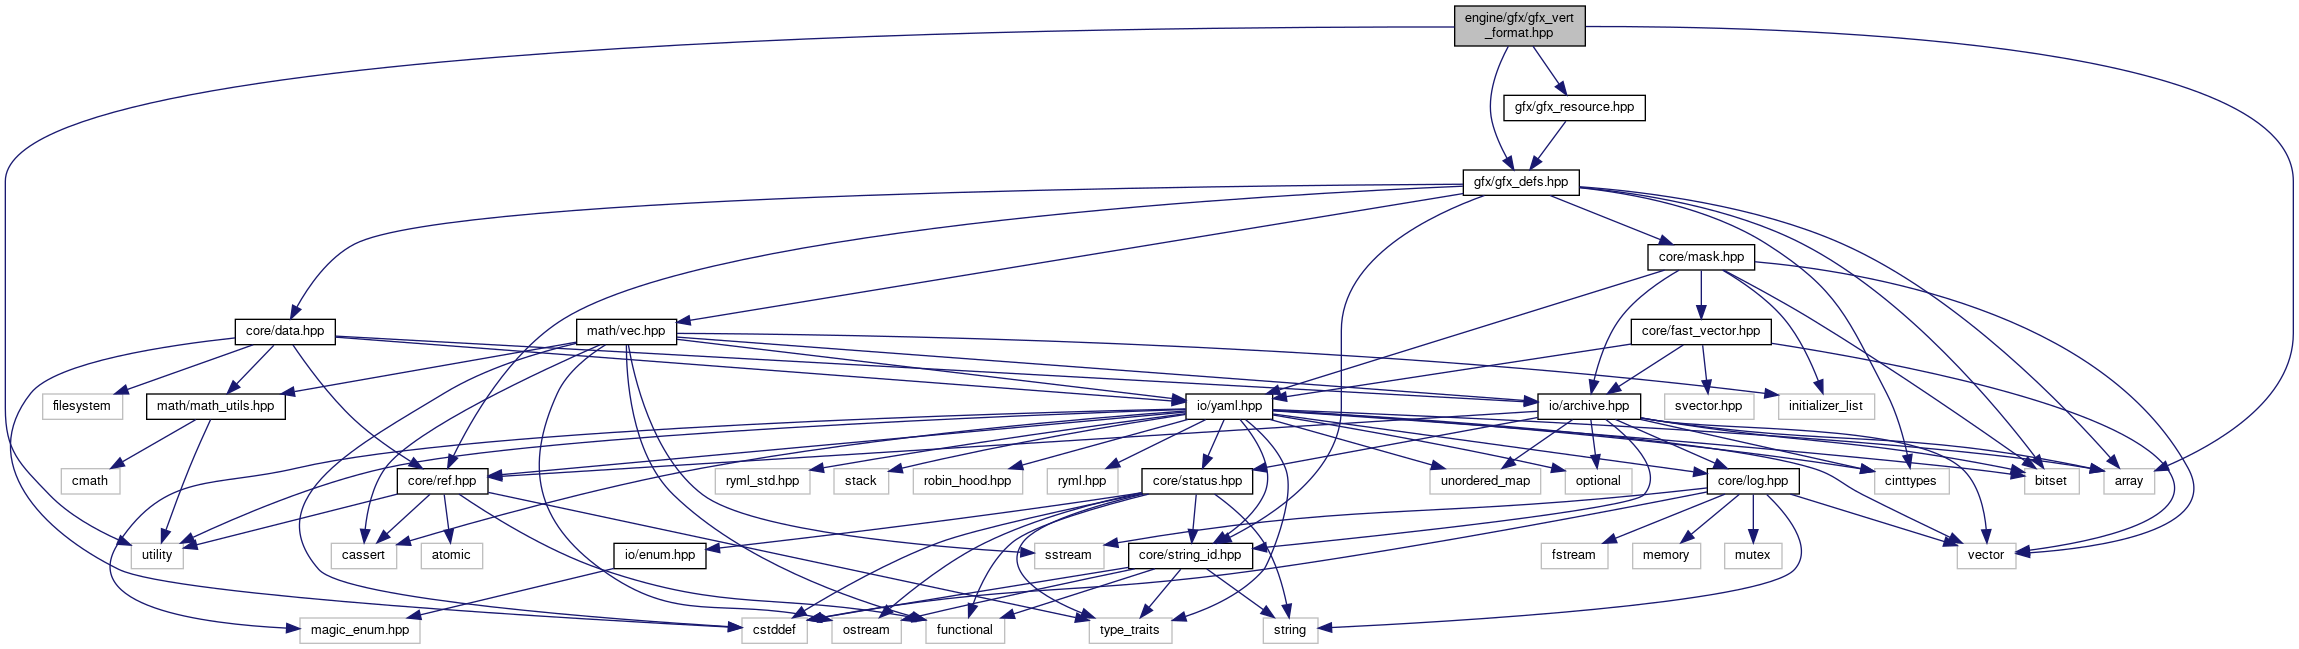 engine/gfx/gfx_vert
_format.hpp
gfx/gfx_resource.hpp
gfx/gfx_defs.hpp
core/mask.hpp
core/data.hpp
math/vec.hpp
core/fast_vector.hpp
filesystem
math/math_utils.hpp
io/yaml.hpp
io/archive.hpp
svector.hpp
initializer_list
cmath
core/ref.hpp
ryml_std.hpp
stack
robin_hood.hpp
ryml.hpp
core/status.hpp
unordered_map
optional
core/log.hpp
cinttypes
bitset
array
utility
cassert
atomic
io/enum.hpp
sstream
core/string_id.hpp
fstream
memory
mutex
vector
magic_enum.hpp
cstddef
ostream
functional
type_traits
string